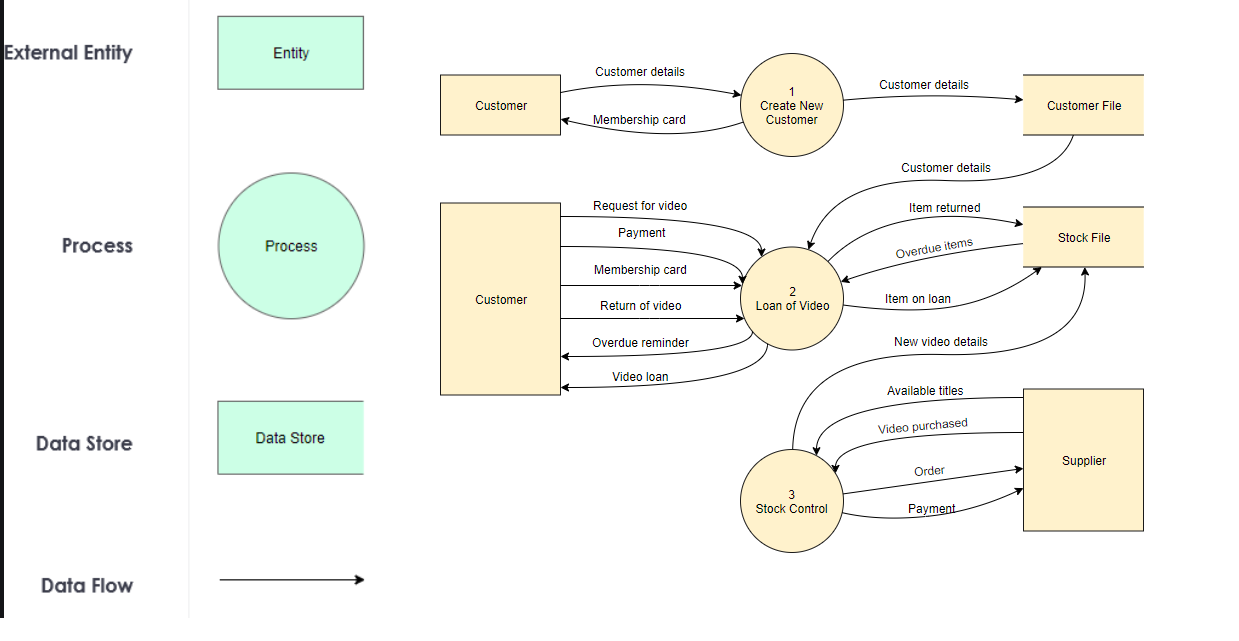 External Entity
Entity
Process
Process
Data Store
Data Store
Data Flow
Customer
Customer details
Membership card
1
Create New
Customer
Customer details
Customer File
Customer details
Customer
Request for video
Payment
Membership card
Return of video
Overdue reminder
Video loan
2
Loan of Video
Item returned
Overdue items
Item on loan
Stock File
New video details
Available titles
Video purchased
Order
Payment
3
Stock Control
Supplier